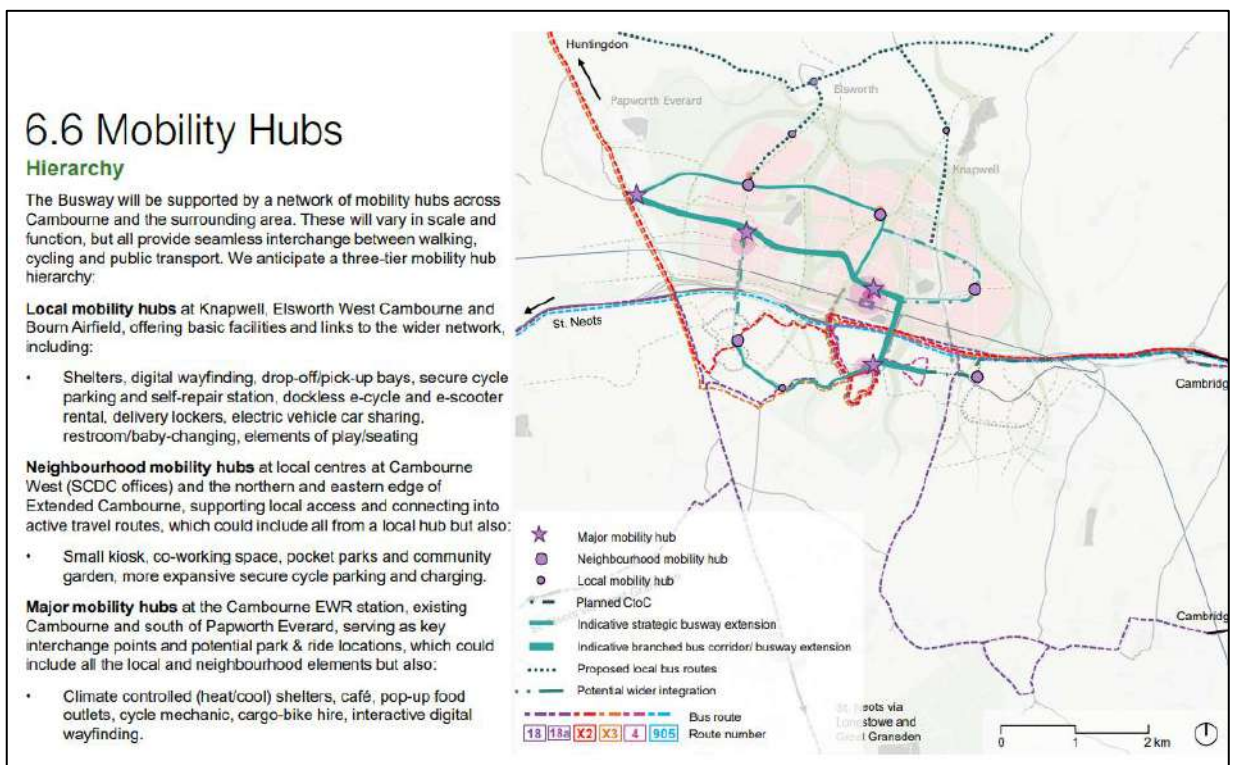 6.6 Mobility Hubs
Hierarchy
The Busway will be supported by a network of mobility hubs across
Cambourne and the surrounding area. These will vary in scale and
function, but all provide seamless interchange between walking,
cycling and public transport. We anticipate a three-tier mobility hub
hierarchy:
Local mobility hubs at Knapwell, Elsworth West Cambourne and
Bourn Airfield, offering basic facilities and links to the wider network,
including:
• Shelters, digital wayfinding, drop-off/pick-up bays, secure cycle
parking and self-repair station, dockless e-cycle and e-scooter
rental, delivery lockers, electric vehicle car sharing,
restroom/baby-changing, elements of play/seating
Neighbourhood mobility hubs at local centres at Cambourne
West (SCDC offices) and the northern and eastern edge of
Extended Cambourne, supporting local access and connecting into
active travel routes, which could include all from a local hub but also:
• Small kiosk, co-working space, pocket parks and community
garden, more expansive secure cycle parking and charging.
Major mobility hubs at the Cambourne EWR station, existing
Cambourne and south of Papworth Everard, serving as key
interchange points and potential park & ride locations, which could
include all the local and neighbourhood elements but also:
• Climate controlled (heat/cool) shelters, café, pop-up food
outlets, cycle mechanic, cargo-bike hire, interactive digital
wayfinding.
Huntingdon
Papworth Everard
Elsworth
Knapwell
St. Neots
Cambridg
Cambridg
Major mobility hub
Neighbourhood mobility hub
Local mobility hub
Planned CtoC
Indicative strategic busway extension
Indicative branched bus corridor/ busway extension
Proposed local bus routes
Potential wider integration
Bus route
18 18a X2 X3 4 905 Route number
St. Neots via
Longstowe and
Great Gransden
0 1 2 km